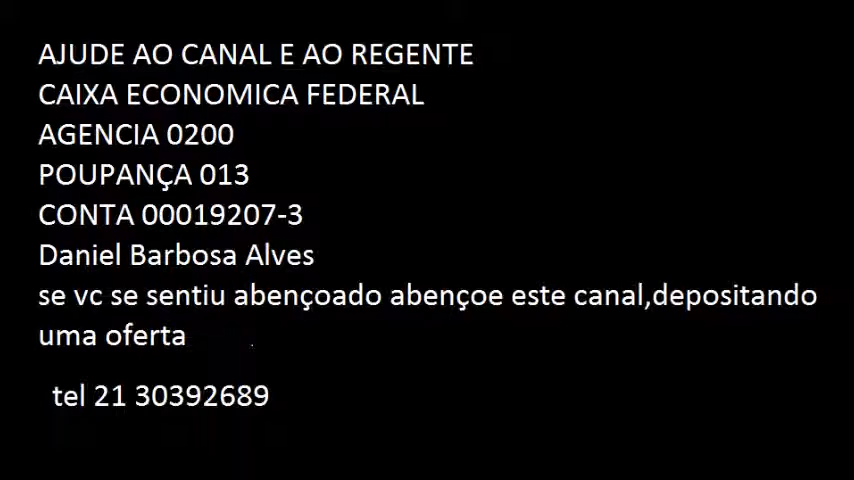 AJUDE AO CANAL E AO REGENTE
CAIXA ECONOMICA FEDERAL
AGENCIA 0200
POUPANÇA 013
CONTA 00019207-3
Daniel Barbosa Alves
se vc se sentiu abençoado abençoe este canal,depositando
uma oferta .
tel 21 30392689